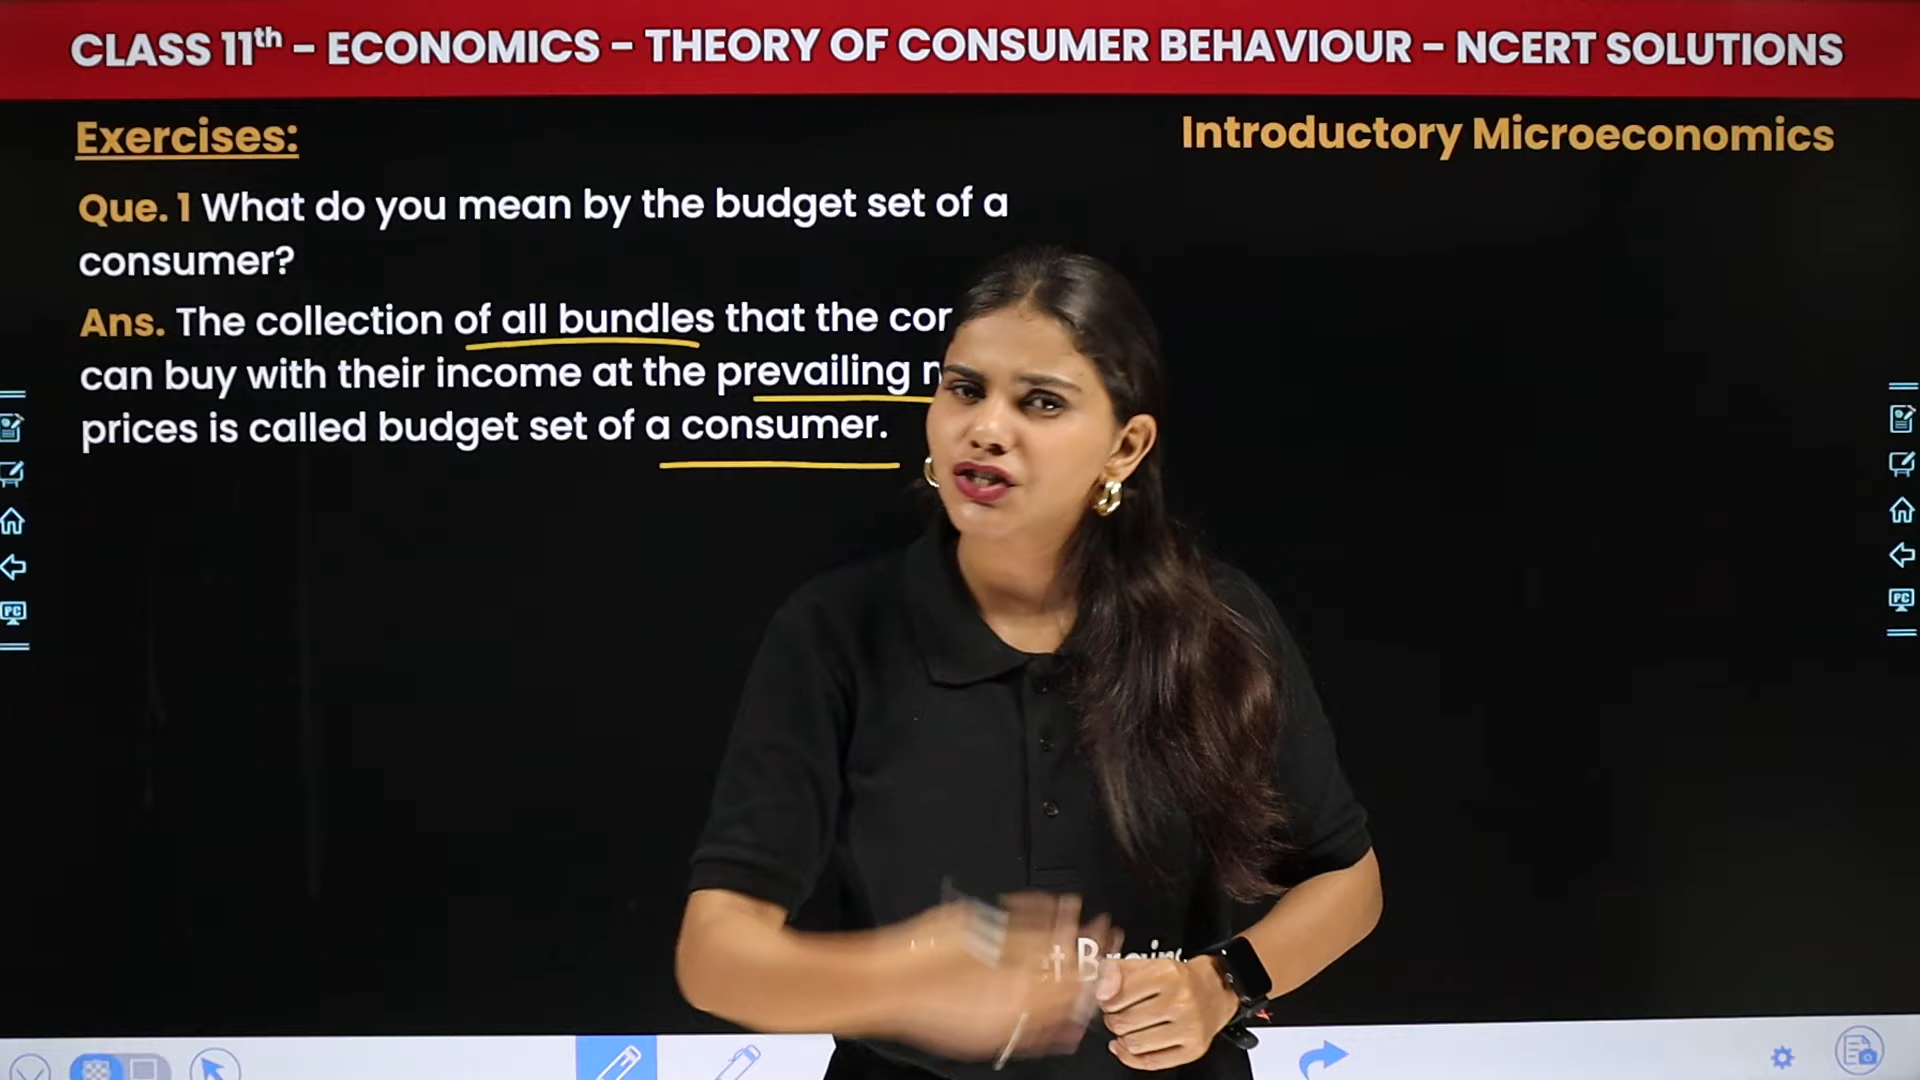 CLASS 11th – ECONOMICS – THEORY OF CONSUMER BEHAVIOUR – NCERT SOLUTIONS
Exercises:
Introductory Microeconomics
Que. 1 What do you mean by the budget set of a
consumer?
Ans. The collection of all bundles that the
can buy with their income at the prevailing
prices is called budget set of a consumer.
PC
PC